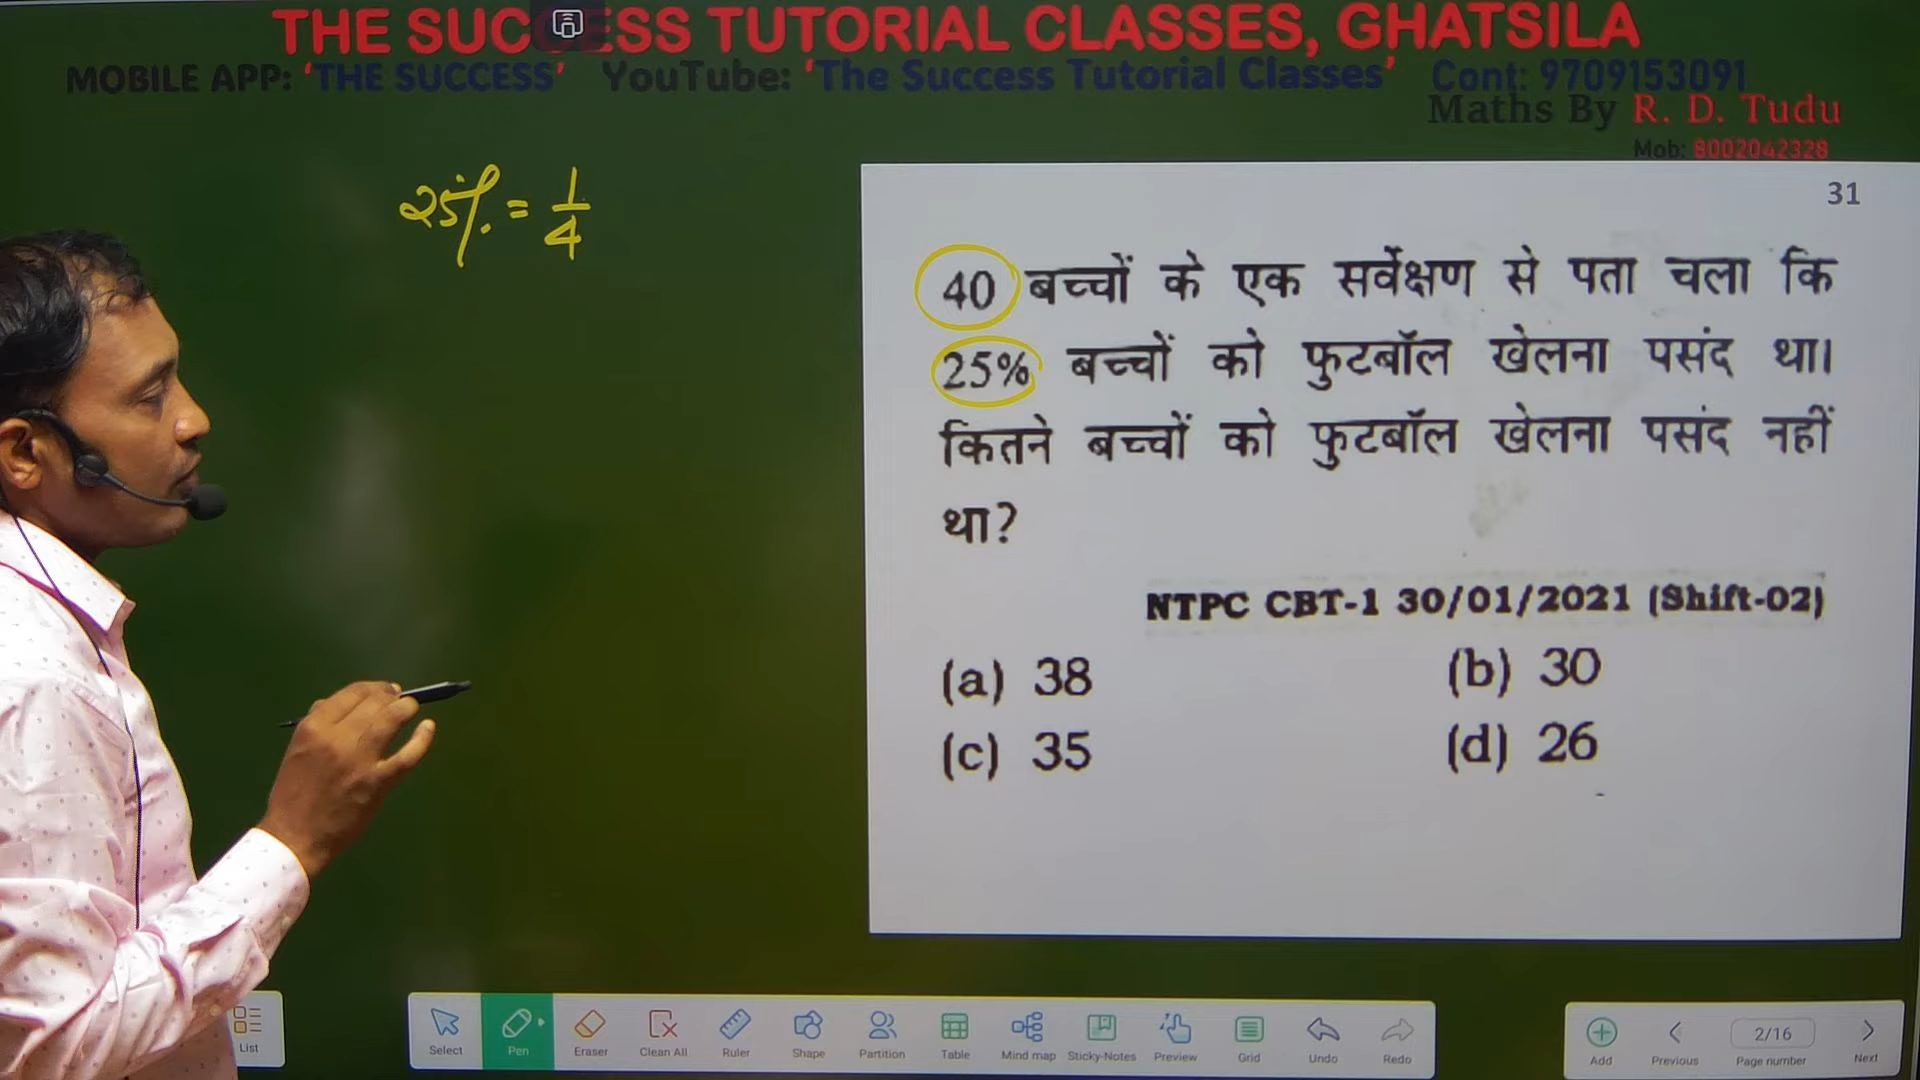 THE SUCCESS TUTORIAL CLASSES, GHATSILA
MOBILE APP: 'THE SUCCESS' YouTube: 'The Success Tutorial Classes' Cont: 9709153091
Maths By R. D. Tudu
Mob: 8002042328
25% = 1/4
31
40 बच्चों के एक सर्वेक्षण से पता चला कि
25% बच्चों को फुटबॉल खेलना पसंद था।
कितने बच्चों को फुटबॉल खेलना पसंद नहीं
था?
NTPC CBT-1 30/01/2021 (Shift-02)
(a) 38 (b) 30
(c) 35 (d) 26
List Select Pen Eraser Clean All Ruler Shape Partition Table Mind map Sticky-Notes Preview Grid Undo Redo Add Previous 2/16 Page number Next